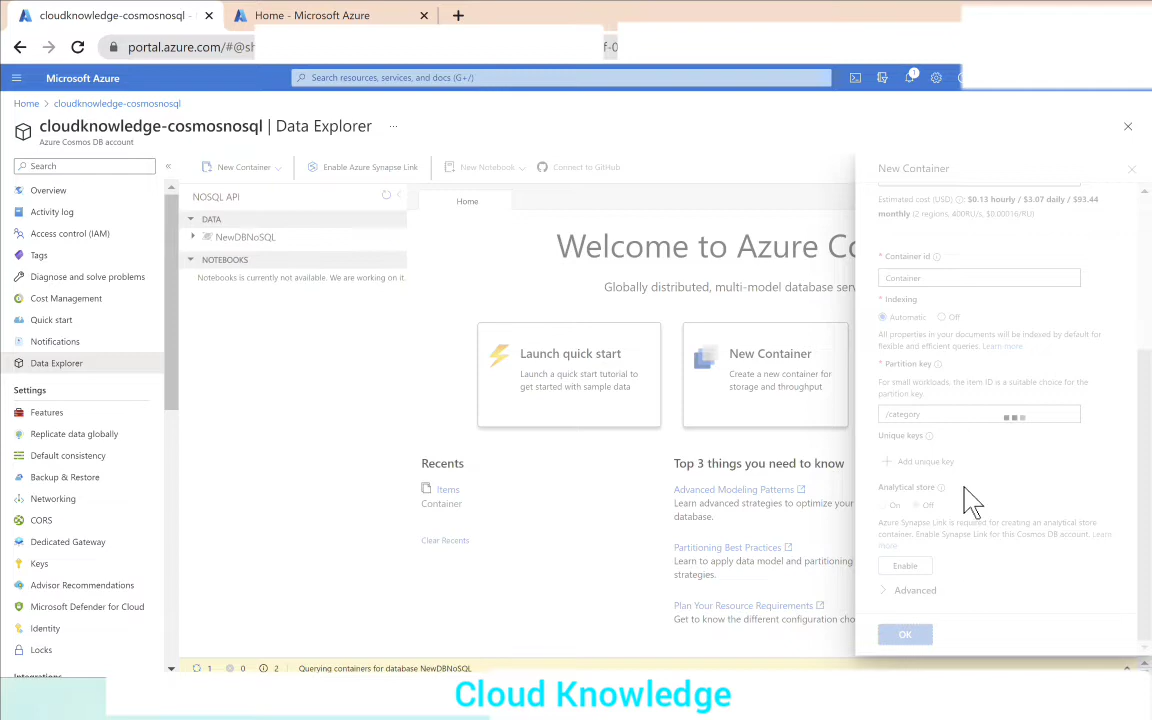 cloudknowledge-cosmosnosql -
Home - Microsoft Azure
portal.azure.com/#@sh
f-0
Microsoft Azure
Search resources, services, and docs (G+/)
1
Home > cloudknowledge-cosmosnosql
cloudknowledge-cosmosnosql | Data Explorer ...
Azure Cosmos DB account
Search
Overview
Activity log
Access control (IAM)
Tags
Diagnose and solve problems
Cost Management
Quick start
Notifications
Data Explorer
Settings
Features
Replicate data globally
Default consistency
Backup & Restore
Networking
CORS
Dedicated Gateway
Keys
Advisor Recommendations
Microsoft Defender for Cloud
Identity
Locks
Integrations
New Container
Enable Azure Synapse Link
New Notebook
Connect to GitHub
NOSQL API
DATA
NewDBNoSQL
NOTEBOOKS
Notebooks is currently not available. We are working on it.
Home
Welcome to Azure Co
Globally distributed, multi-model database serv
Launch quick start
Launch a quick start tutorial to
get started with sample data
New Container
Create a new container for
storage and throughput
Recents
Items
Container
Clear Recents
Top 3 things you need to know
Advanced Modeling Patterns
Learn advanced strategies to optimize your
database.
Partitioning Best Practices
Learn to apply data model and partitioning
strategies.
Plan Your Resource Requirements
Get to know the different configuration cho
1 0 2 Querying containers for database NewDBNoSQL
New Container
Estimated cost (USD) : $0.13 hourly / $3.07 daily / $93.44
monthly (2 regions, 400RU/s, $0.00016/RU)
* Container id
Container
* Indexing
Automatic Off
All properties in your documents will be indexed by default for
flexible and efficient queries. Learn more
* Partition key
For small workloads, the item ID is a suitable choice for the
partition key.
/category
Unique keys
Add unique key
Analytical store
On Off
Azure Synapse Link is required for creating an analytical store
container. Enable Synapse Link for this Cosmos DB account. Learn
more
Enable
Advanced
OK
Cloud Knowledge